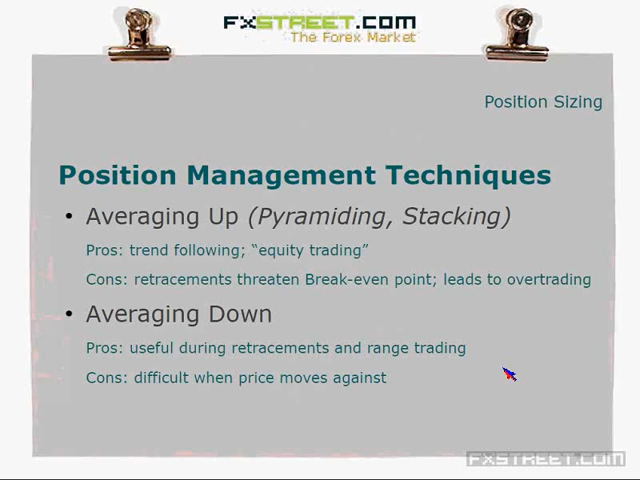 FXSTREET.COM
The Forex Market
Position Sizing
Position Management Techniques
• Averaging Up (Pyramiding, Stacking)
Pros: trend following; “equity trading”
Cons: retracements threaten Break-even point; leads to overtrading
• Averaging Down
Pros: useful during retracements and range trading
Cons: difficult when price moves against
FXSTREET.COM